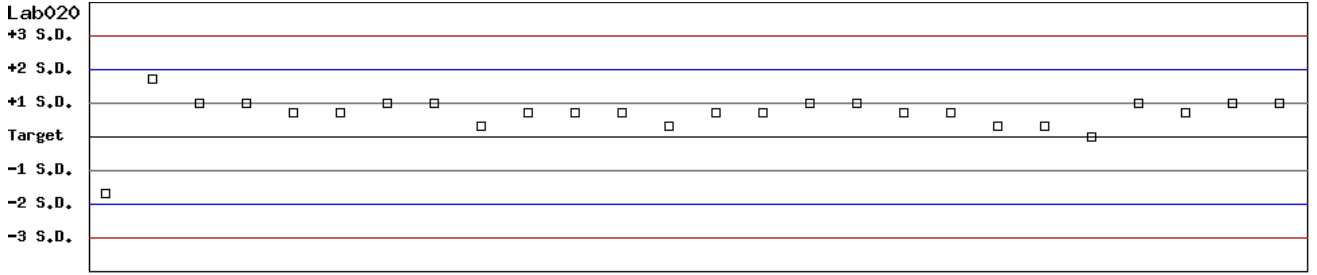 Lab020
+3 S.D.
+2 S.D.
+1 S.D.
Target
-1 S.D.
-2 S.D.
-3 S.D.